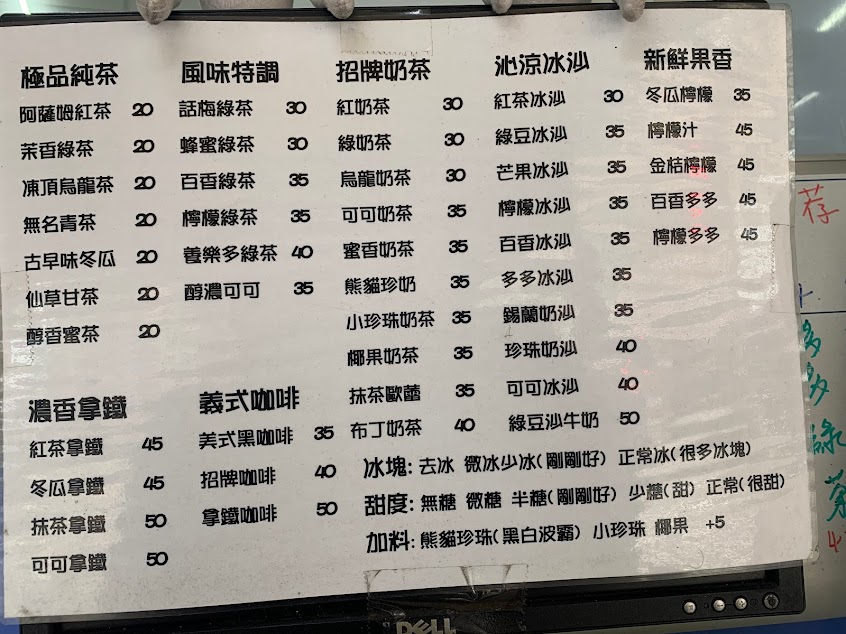 極品純茶
阿薩姆紅茶 20
茉香綠茶 20
凍頂烏龍茶 20
無名青茶 20
古早味冬瓜 20
仙草甘茶 20
醇香蜜茶 20
風味特調
話梅綠茶 30
蜂蜜綠茶 30
百香綠茶 35
檸檬綠茶 35
養樂多綠茶 40
醇濃可可 35
招牌奶茶
紅奶茶 30
綠奶茶 30
烏龍奶茶 30
可可奶茶 35
蜜香奶茶 35
熊貓珍奶 35
小珍珠奶茶 35
椰果奶茶 35
抹茶歐蕾 35
布丁奶茶 40
沁涼冰沙
紅茶冰沙 30
綠豆冰沙 35
芒果冰沙 35
檸檬冰沙 35
百香冰沙 35
多多冰沙 35
錫蘭奶沙 35
珍珠奶沙 40
可可冰沙 40
綠豆沙牛奶 50
新鮮果香
冬瓜檸檬 35
檸檬汁 45
金桔檸檬 45
百香多多 45
檸檬多多 45
濃香拿鐵
紅茶拿鐵 45
冬瓜拿鐵 45
抹茶拿鐵 50
可可拿鐵 50
義式咖啡
美式黑咖啡 35
招牌咖啡 40
拿鐵咖啡 50
冰塊: 去冰 微冰少冰(剛剛好) 正常冰(很多冰塊)
甜度: 無糖 微糖 半糖(剛剛好) 少糖(甜) 正常(很甜)
加料: 熊貓珍珠(黑白波霸) 小珍珠 椰果 +5
荐
多
多
綠
茶
DELL